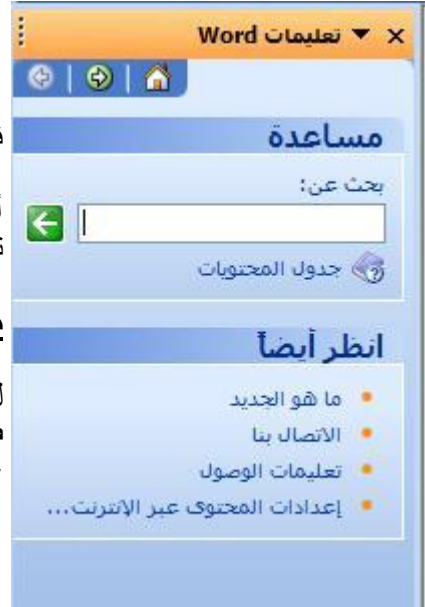 تعليمات Word
مساعدة
بحث عن:
جدول المحتويات
انظر أيضاً
ما هو الجديد
الاتصال بنا
تعليمات الوصول
إعدادات المحتوى عبر الإنترنت...